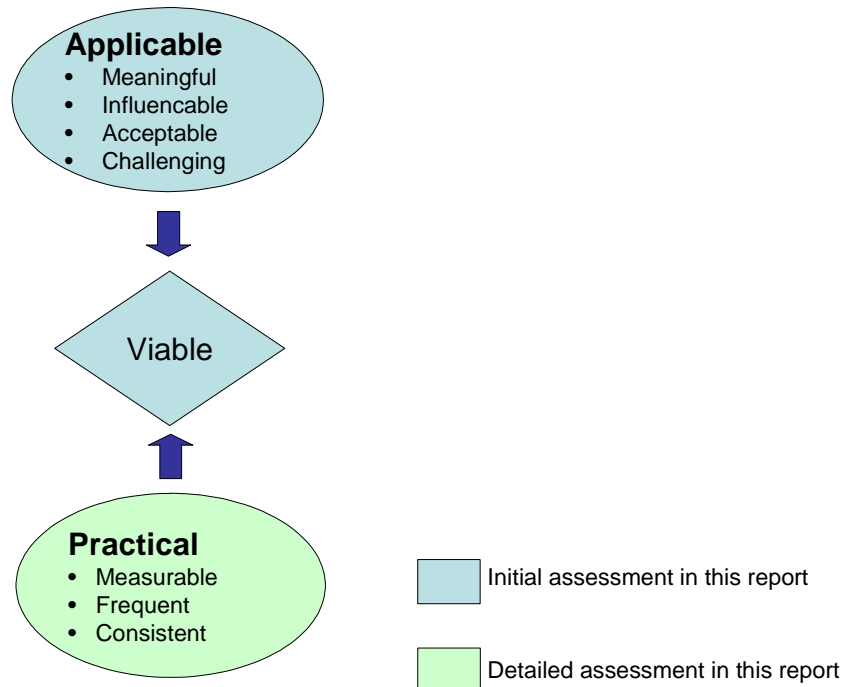 Applicable
• Meaningful
• Influencable
• Acceptable
• Challenging
Viable
Practical
• Measurable
• Frequent
• Consistent
Initial assessment in this report
Detailed assessment in this report